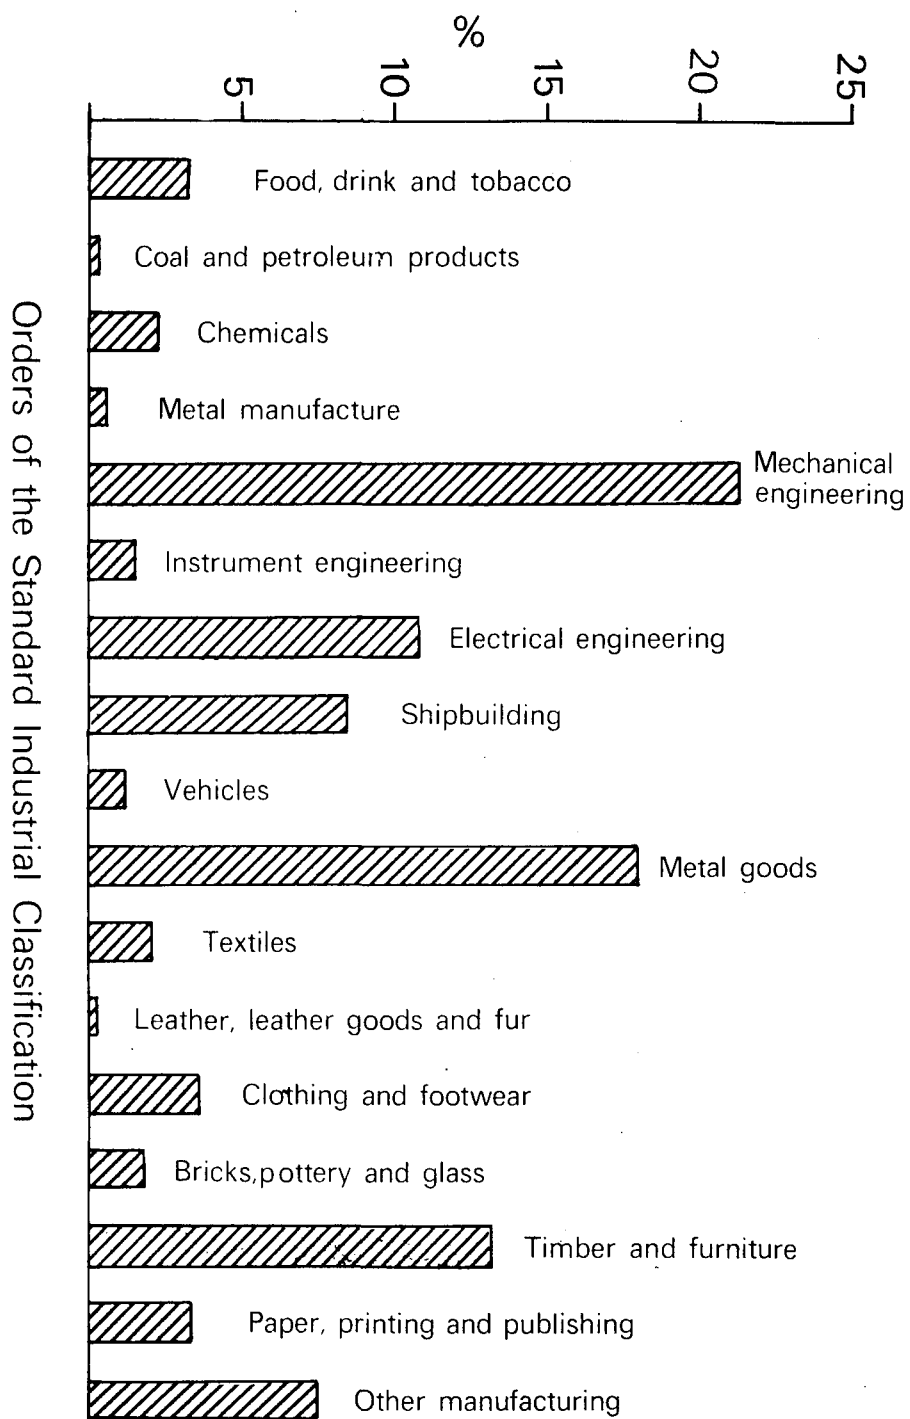 %
5
10
15
20
25
Food, drink and tobacco
Coal and petroleum products
Chemicals
Metal manufacture
Mechanical
engineering
Instrument engineering
Electrical engineering
Shipbuilding
Vehicles
Metal goods
Textiles
Leather, leather goods and fur
Clothing and footwear
Bricks,pottery and glass
Timber and furniture
Paper, printing and publishing
Other manufacturing
Orders of the Standard Industrial Classification